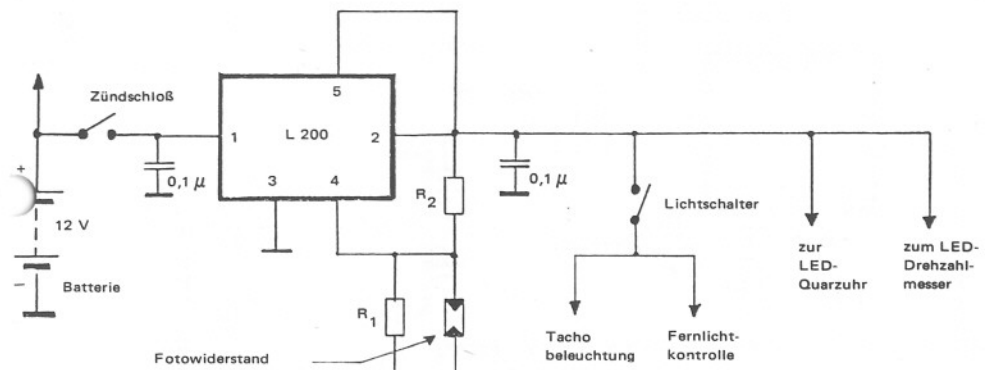 Zündschloß
5
1
L 200
2
3
4
0,1 µ
R2
0,1 µ
Lichtschalter
+
12 V
−
Batterie
zur
LED-
Quarzuhr
zum LED-
Drehzahl-
messer
R1
Tacho
beleuchtung
Fernlicht-
kontrolle
Fotowiderstand